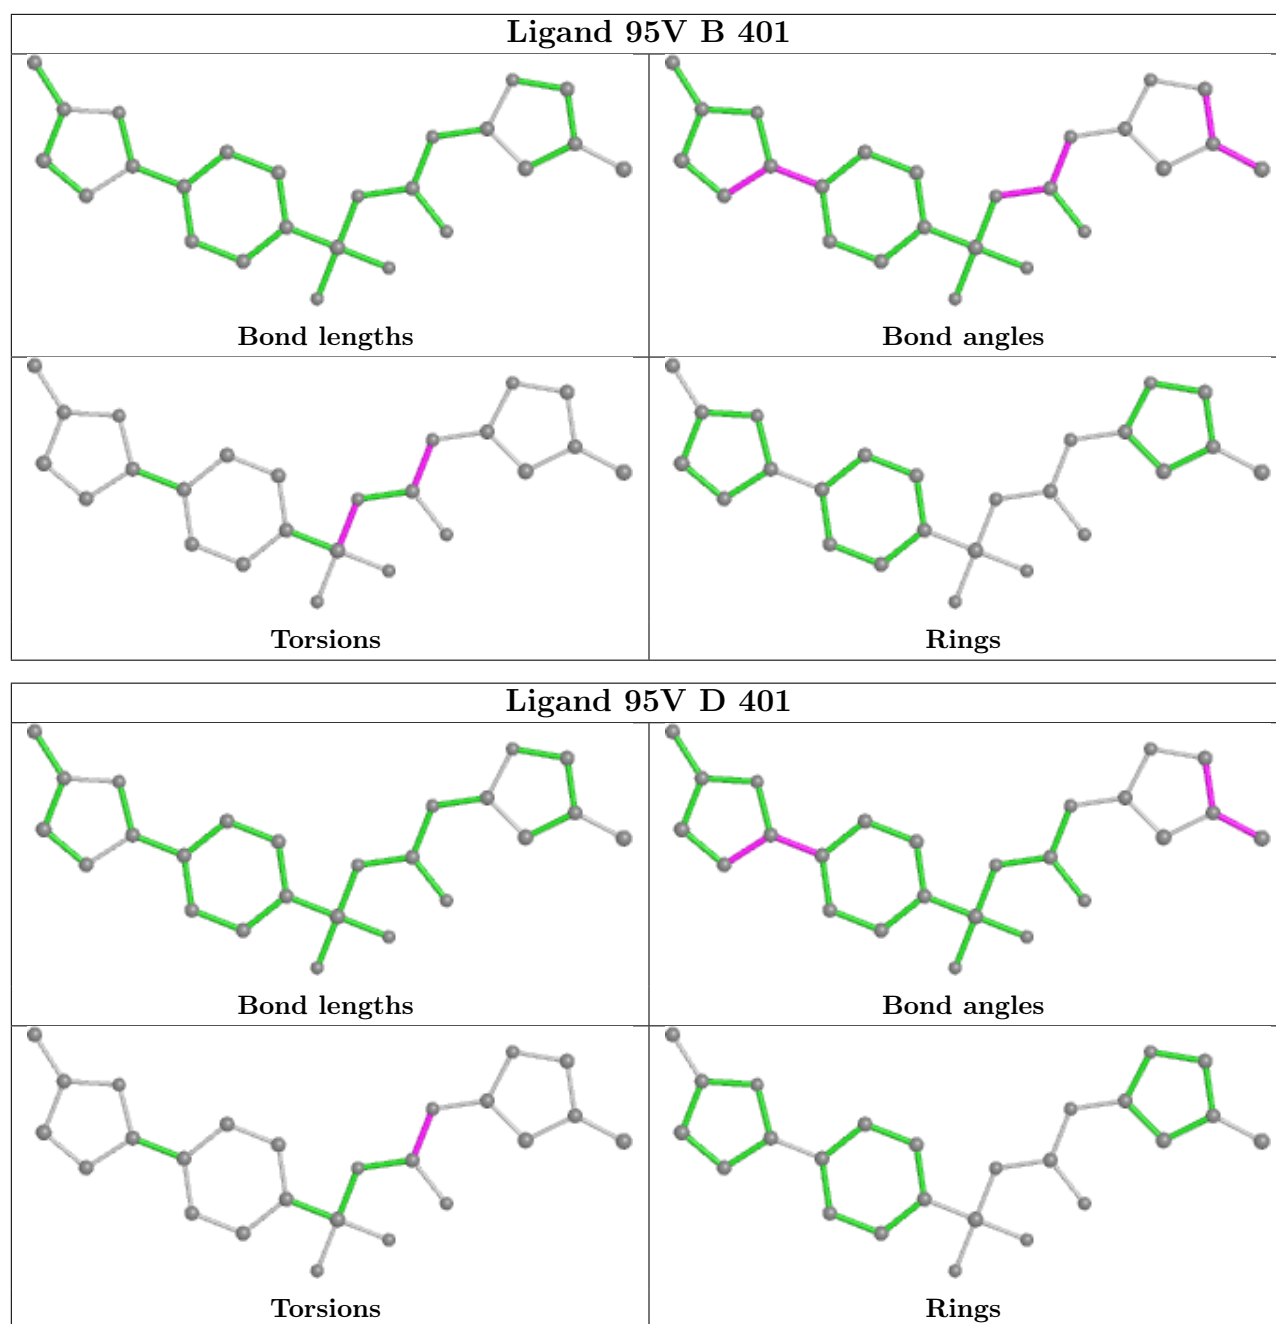 Ligand 95V B 401
Bond lengths
Bond angles
Torsions
Rings
Ligand 95V D 401
Bond lengths
Bond angles
Torsions
Rings